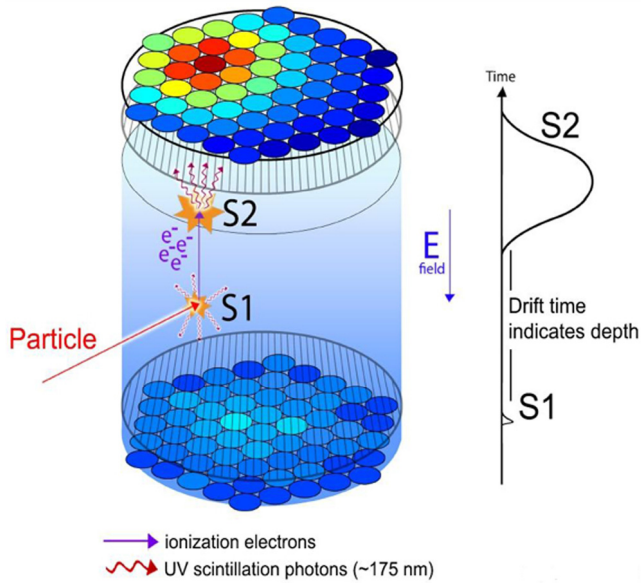 Time
S2
S2
e-
e-
e-
e-
E
field
Drift time
indicates depth
S1
Particle
S1
ionization electrons
UV scintillation photons (~175 nm)